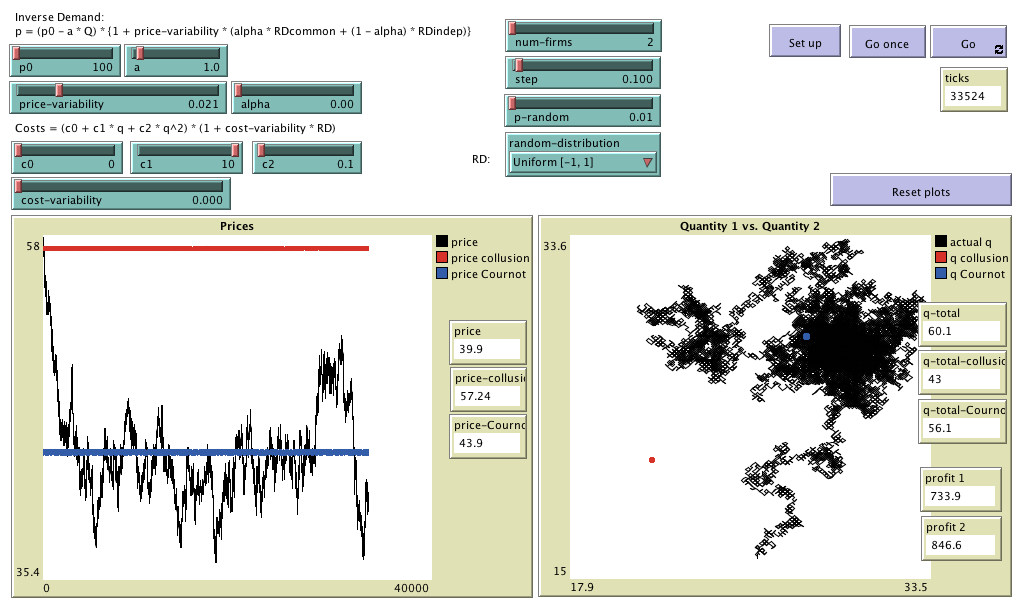 Inverse Demand:
p = (p0 - a * Q) * {1 + price-variability * (alpha * RDcommon + (1 - alpha) * RDindep)}
p0 100
a 1.0
price-variability 0.021
alpha 0.00
Costs = (c0 + c1 * q + c2 * q^2) * (1 + cost-variability * RD)
c0 0
c1 10
c2 0.1
cost-variability 0.000
num-firms 2
step 0.100
p-random 0.01
RD:
random-distribution
Uniform [-1, 1]
Set up
Go once
Go
ticks
33524
Reset plots
Prices
58
35.4
0
40000
price
price collusion
price Cournot
price
39.9
price-collusio
57.24
price-Courno
43.9
Quantity 1 vs. Quantity 2
33.6
15
17.9
33.5
actual q
q collusion
q Cournot
q-total
60.1
q-total-collusio
43
q-total-Courno
56.1
profit 1
733.9
profit 2
846.6